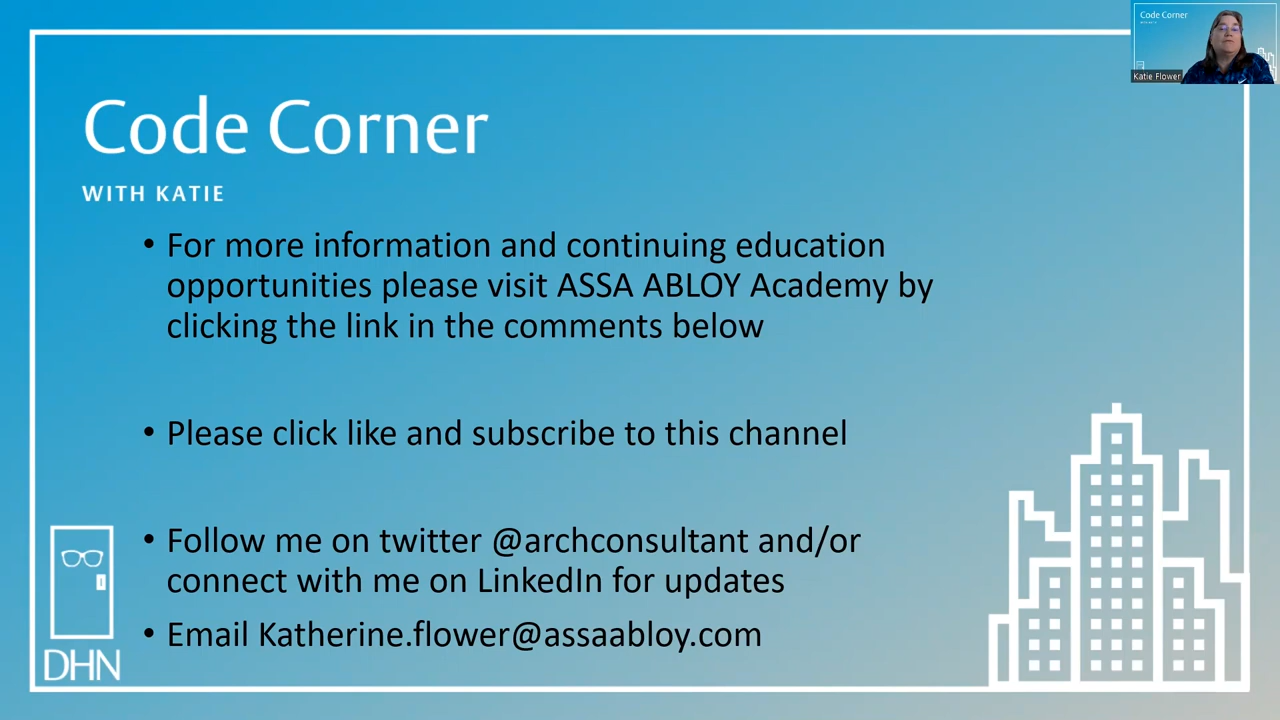 Code Corner
Katie Flower
Code Corner
WITH KATIE
• For more information and continuing education
opportunities please visit ASSA ABLOY Academy by
clicking the link in the comments below
• Please click like and subscribe to this channel
• Follow me on twitter @archconsultant and/or
connect with me on LinkedIn for updates
• Email Katherine.flower@assaabloy.com
DHN